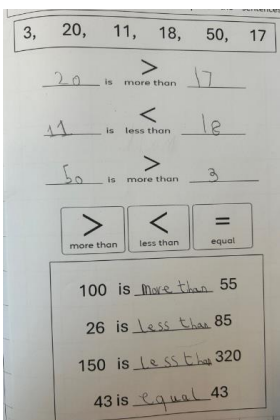 sentences
3, 20, 11, 18, 50, 17
>
20 is more than 17
<
11 is less than 18
>
50 is more than 3
> < =
more than less than equal
100 is more than 55
26 is less than 85
150 is less than 320
43 is equal 43